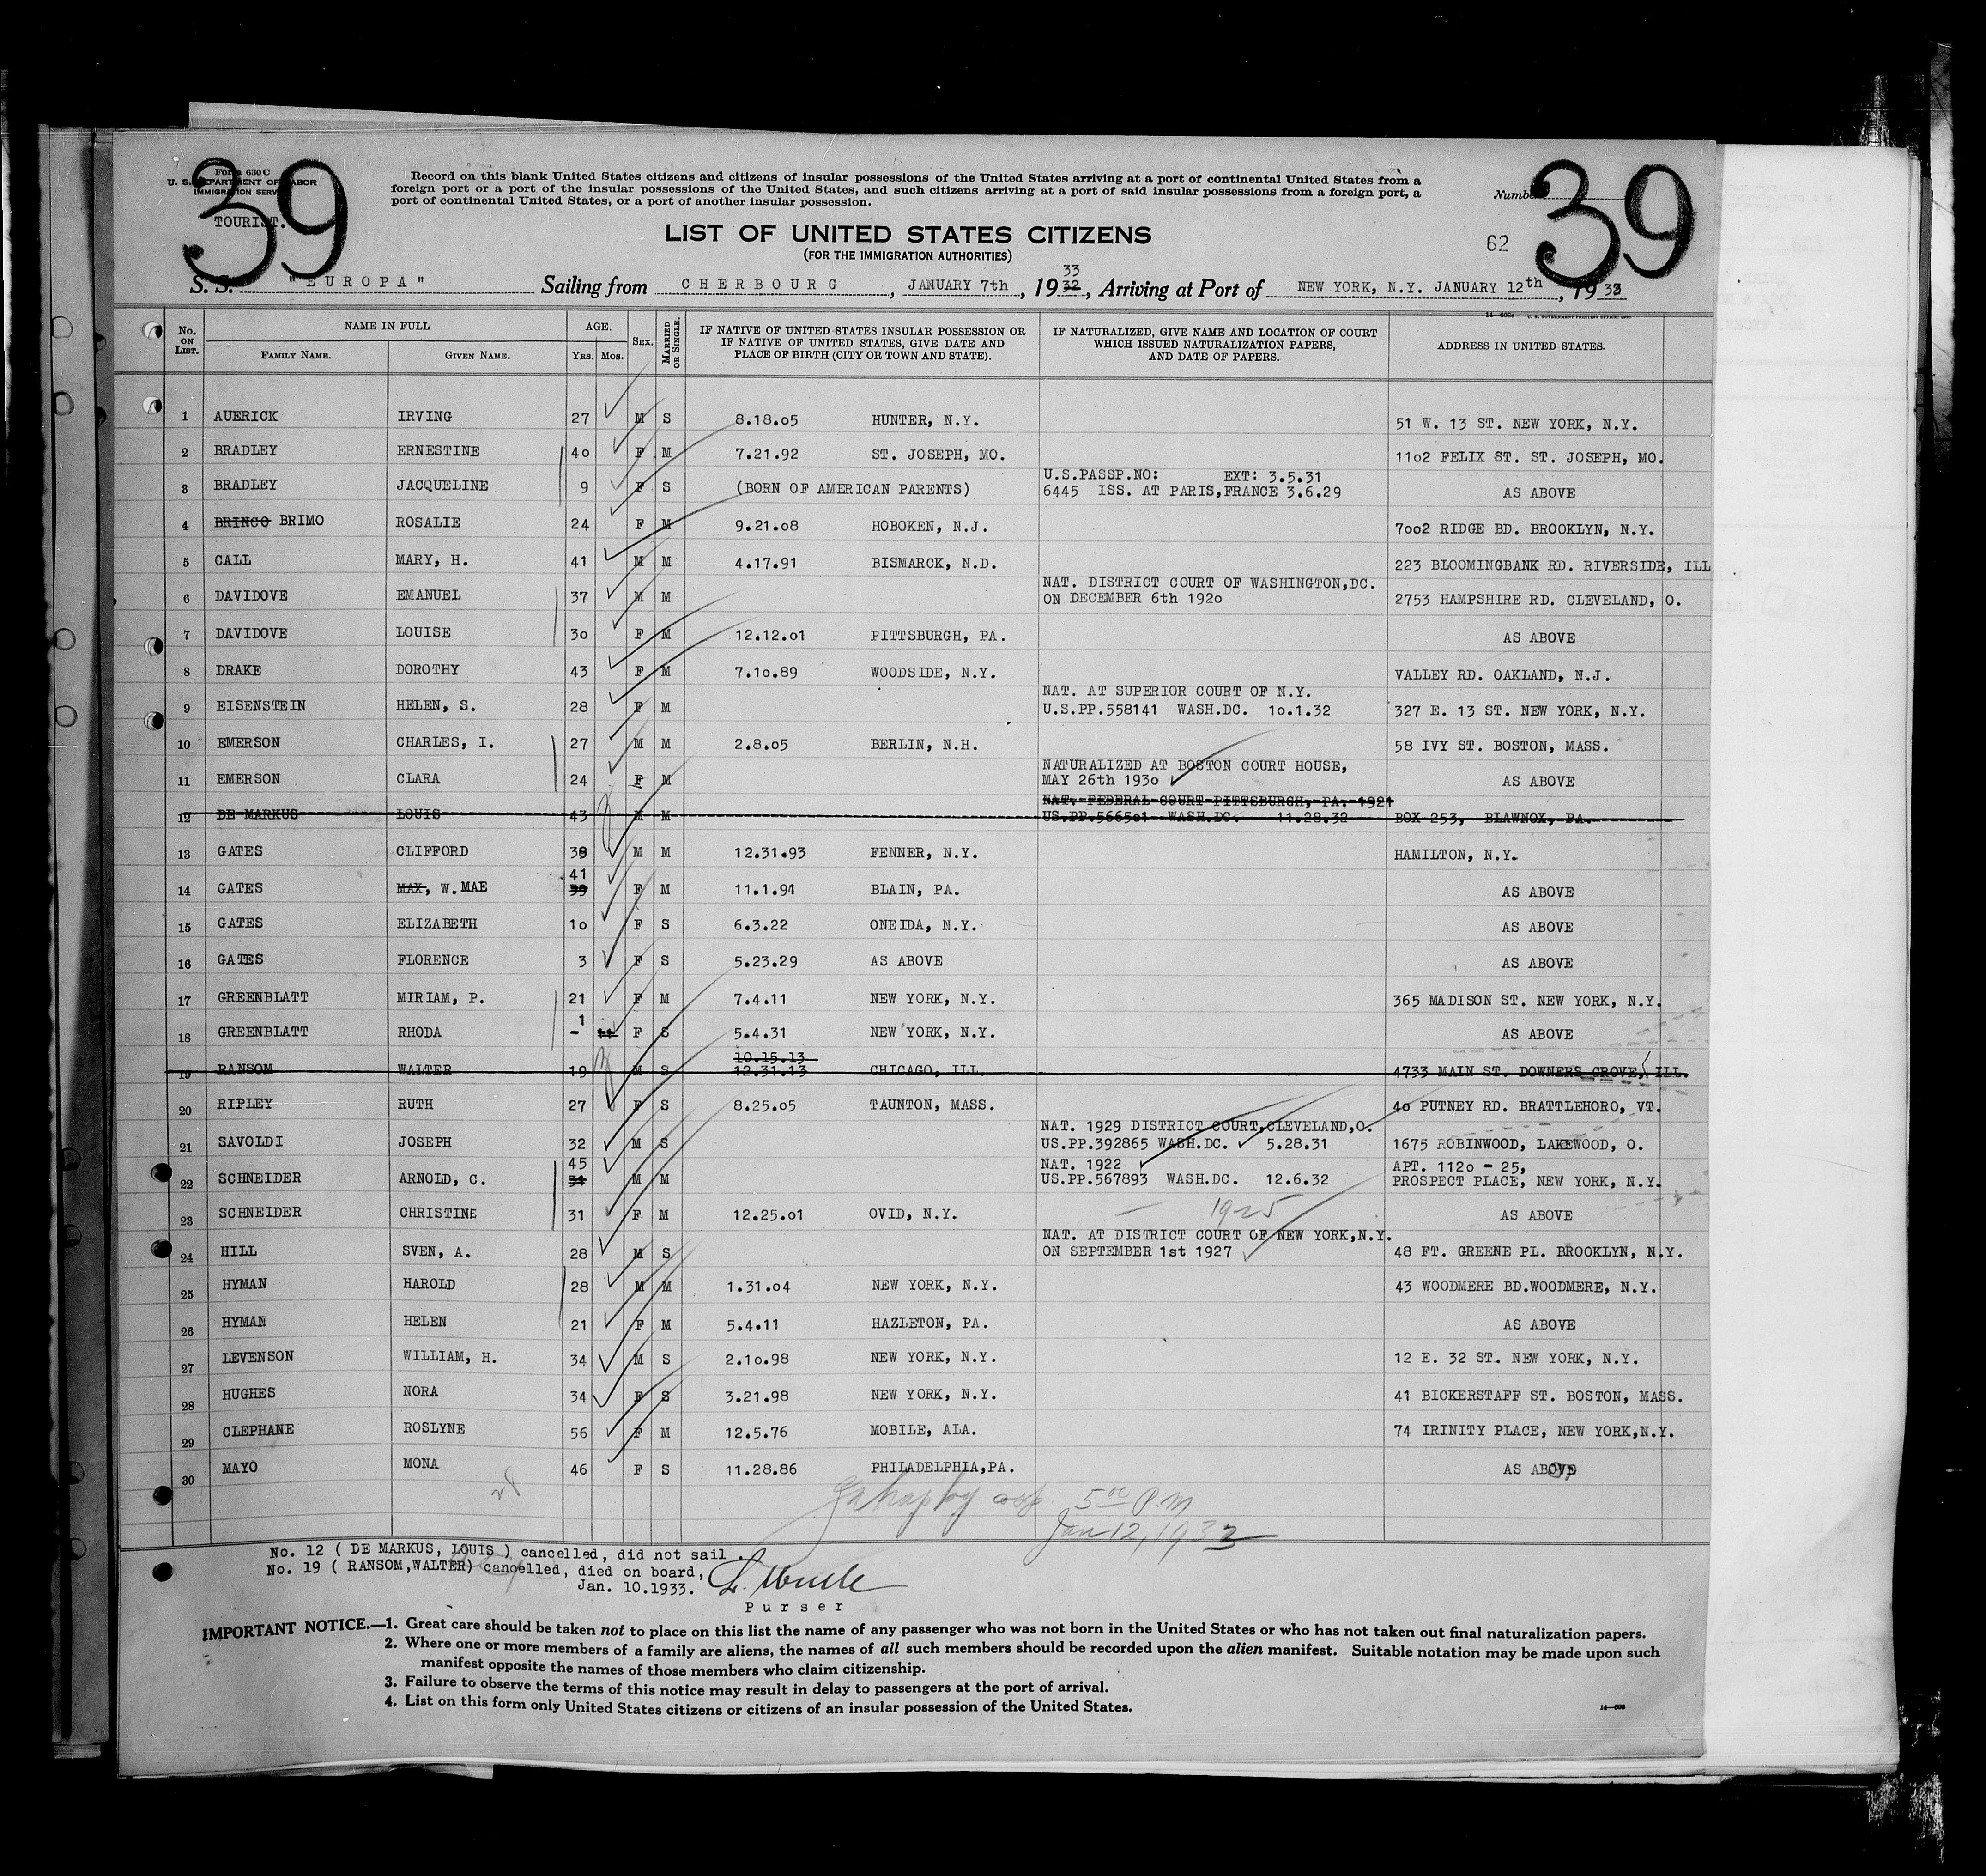 39
39
Form 630 C
U. S. DEPARTMENT OF LABOR
IMMIGRATION SERVICE
TOURIST.
Record on this blank United States citizens and citizens of insular possessions of the United States arriving at a port of continental United States from a
foreign port or a port of the insular possessions of the United States, and such citizens arriving at a port of said insular possessions from a foreign port, a
port of continental United States, or a port of another insular possession.
Number
LIST OF UNITED STATES CITIZENS
(FOR THE IMMIGRATION AUTHORITIES)
62
S. S. "EUROPA" Sailing from CHERBOURG, JANUARY 7th, 19 32 33, Arriving at Port of NEW YORK, N.Y. JANUARY 12th, 1933
No. ON LIST. NAME IN FULL AGE. SEX. MARRIED OR SINGLE. IF NATIVE OF UNITED STATES INSULAR POSSESSION OR IF NATIVE OF UNITED STATES, GIVE DATE AND PLACE OF BIRTH (CITY OR TOWN AND STATE). IF NATURALIZED, GIVE NAME AND LOCATION OF COURT WHICH ISSUED NATURALIZATION PAPERS, AND DATE OF PAPERS. ADDRESS IN UNITED STATES.
FAMILY NAME. GIVEN NAME. YRS. MOS.
1 AUERICK IRVING 27 M S 8.18.05 HUNTER, N.Y. 51 W. 13 ST. NEW YORK, N.Y.
2 BRADLEY ERNESTINE 40 F M 7.21.92 ST. JOSEPH, MO. 1102 FELIX ST. ST. JOSEPH, MO.
3 BRADLEY JACQUELINE 9 F S (BORN OF AMERICAN PARENTS) U.S.PASSP.NO: EXT: 3.5.31
6445 ISS. AT PARIS,FRANCE 3.6.29 AS ABOVE
4 BRINCO BRIMO ROSALIE 24 F M 9.21.08 HOBOKEN, N.J. 7002 RIDGE BD. BROOKLYN, N.Y.
5 CALL MARY, H. 41 M M 4.17.91 BISMARCK, N.D. 223 BLOOMINGBANK RD. RIVERSIDE, ILL
6 DAVIDOVE EMANUEL 37 M M NAT. DISTRICT COURT OF WASHINGTON,DC.
ON DECEMBER 6th 1920 2753 HAMPSHIRE RD. CLEVELAND, O.
7 DAVIDOVE LOUISE 30 F M 12.12.01 PITTSBURGH, PA. AS ABOVE
8 DRAKE DOROTHY 43 F M 7.10.89 WOODSIDE, N.Y. VALLEY RD. OAKLAND, N.J.
9 EISENSTEIN HELEN, S. 28 F M NAT. AT SUPERIOR COURT OF N.Y.
U.S.PP.558141 WASH.DC. 10.1.32 327 E. 13 ST. NEW YORK, N.Y.
10 EMERSON CHARLES, I. 27 M M 2.8.05 BERLIN, N.H. 58 IVY ST. BOSTON, MASS.
11 EMERSON CLARA 24 F M NATURALIZED AT BOSTON COURT HOUSE,
MAY 26th 1930 AS ABOVE
12 DE MARKUS LOUIS 43 M M NAT. FEDERAL COURT PITTSBURGH, PA. 1921
US.PP.566501 WASH.DC. 11.28.32 BOX 253, BLAWNOX, PA.
13 GATES CLIFFORD 39 M M 12.31.93 FENNER, N.Y. HAMILTON, N.Y.
14 GATES MAX, W. MAE 39 41 F M 11.1.91 BLAIN, PA. AS ABOVE
15 GATES ELIZABETH 10 F S 6.3.22 ONEIDA, N.Y. AS ABOVE
16 GATES FLORENCE 3 F S 5.23.29 AS ABOVE AS ABOVE
17 GREENBLATT MIRIAM, P. 21 F M 7.4.11 NEW YORK, N.Y. 365 MADISON ST. NEW YORK, N.Y.
18 GREENBLATT RHODA - 1 11 F S 5.4.31 NEW YORK, N.Y. AS ABOVE
19 RANSOM WALTER 19 M S 10.15.13 12.31.13 CHICAGO, ILL. 4733 MAIN ST. DOWNERS GROVE, ILL.
20 RIPLEY RUTH 27 F S 8.25.05 TAUNTON, MASS. 40 PUTNEY RD. BRATTLEHORO, VT.
21 SAVOLDI JOSEPH 32 M S NAT. 1929 DISTRICT COURT,CLEVELAND,O.
US.PP.392865 WASH.DC. 5.28.31 1675 ROBINWOOD, LAKEWOOD, O.
22 SCHNEIDER ARNOLD, C. 31 45 M M NAT. 1922 APT. 1120 - 25,
US.PP.567893 WASH.DC. 12.6.32 PROSPECT PLACE, NEW YORK, N.Y.
23 SCHNEIDER CHRISTINE 31 F M 12.25.01 OVID, N.Y. 1925 AS ABOVE
24 HILL SVEN, A. 28 M S NAT. AT DISTRICT COURT OF NEW YORK,N.Y.
ON SEPTEMBER 1st 1927 48 FT. GREENE PL. BROOKLYN, N.Y.
25 HYMAN HAROLD 28 M M 1.31.04 NEW YORK, N.Y. 43 WOODMERE BD.WOODMERE, N.Y.
26 HYMAN HELEN 21 F M 5.4.11 HAZLETON, PA. AS ABOVE
27 LEVENSON WILLIAM, H. 34 M S 2.10.98 NEW YORK, N.Y. 12 E. 32 ST. NEW YORK, N.Y.
28 HUGHES NORA 34 F S 3.21.98 NEW YORK, N.Y. 41 BICKERSTAFF ST. BOSTON, MASS.
29 CLEPHANE ROSLYNE 56 F M 12.5.76 MOBILE, ALA. 74 IRINITY PLACE, NEW YORK,N.Y.
30 MAYO MONA 46 F S 11.28.86 PHILADELPHIA,PA. AS ABOVE
5 00 P.M
Jan 12, 1933
No. 12 ( DE MARKUS, LOUIS ) cancelled, did not sail .
No. 19 ( RANSOM,WALTER) cancelled, died on board,
Jan. 10.1933.
Purser
IMPORTANT NOTICE.—1. Great care should be taken not to place on this list the name of any passenger who was not born in the United States or who has not taken out final naturalization papers.
2. Where one or more members of a family are aliens, the names of all such members should be recorded upon the alien manifest. Suitable notation may be made upon such
manifest opposite the names of those members who claim citizenship.
3. Failure to observe the terms of this notice may result in delay to passengers at the port of arrival.
4. List on this form only United States citizens or citizens of an insular possession of the United States.